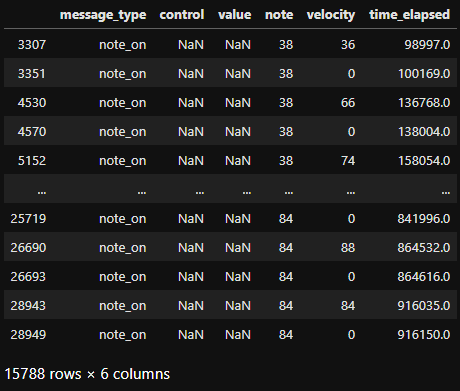 message_type control value note velocity time_elapsed
3307 note_on NaN NaN 38 36 98997.0
3351 note_on NaN NaN 38 0 100169.0
4530 note_on NaN NaN 38 66 136768.0
4570 note_on NaN NaN 38 0 138004.0
5152 note_on NaN NaN 38 74 158054.0
... ... ... ... ... ... ...
25719 note_on NaN NaN 84 0 841996.0
26690 note_on NaN NaN 84 88 864532.0
26693 note_on NaN NaN 84 0 864616.0
28943 note_on NaN NaN 84 84 916035.0
28949 note_on NaN NaN 84 0 916150.0
15788 rows × 6 columns